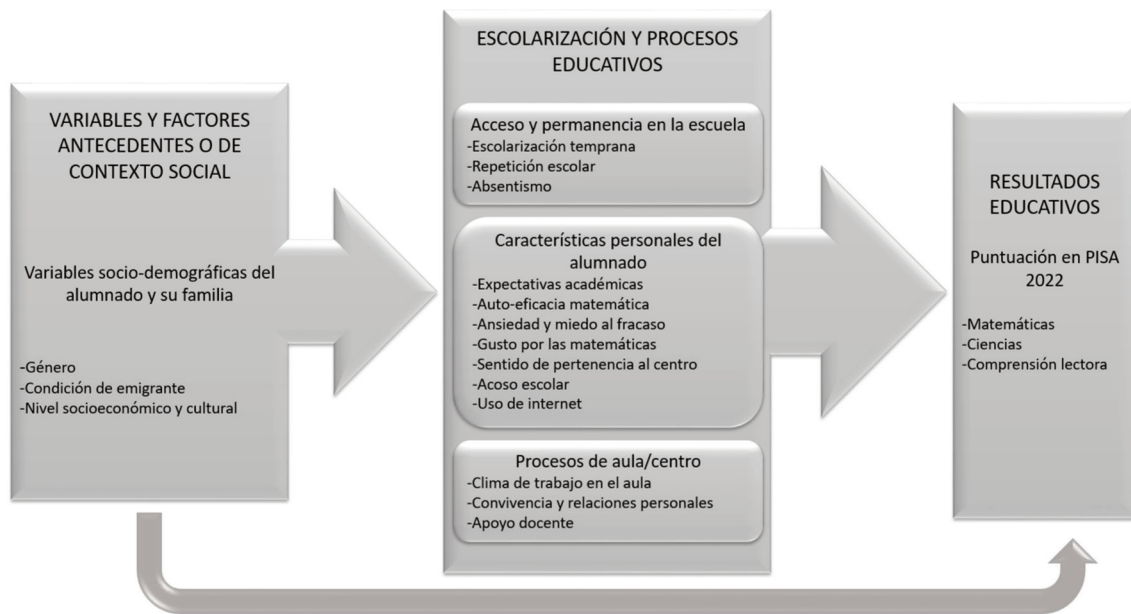 VARIABLES Y FACTORES
ANTECEDENTES O DE
CONTEXTO SOCIAL
Variables socio-demográficas del
alumnado y su familia
-Género
-Condición de emigrante
-Nivel socioeconómico y cultural
ESCOLARIZACIÓN Y PROCESOS
EDUCATIVOS
Acceso y permanencia en la escuela
-Escolarización temprana
-Repetición escolar
-Absentismo
Características personales del
alumnado
-Expectativas académicas
-Auto-eficacia matemática
-Ansiedad y miedo al fracaso
-Gusto por las matemáticas
-Sentido de pertenencia al centro
-Acoso escolar
-Uso de internet
Procesos de aula/centro
-Clima de trabajo en el aula
-Convivencia y relaciones personales
-Apoyo docente
RESULTADOS
EDUCATIVOS
Puntuación en PISA
2022
-Matemáticas
-Ciencias
-Comprensión lectora